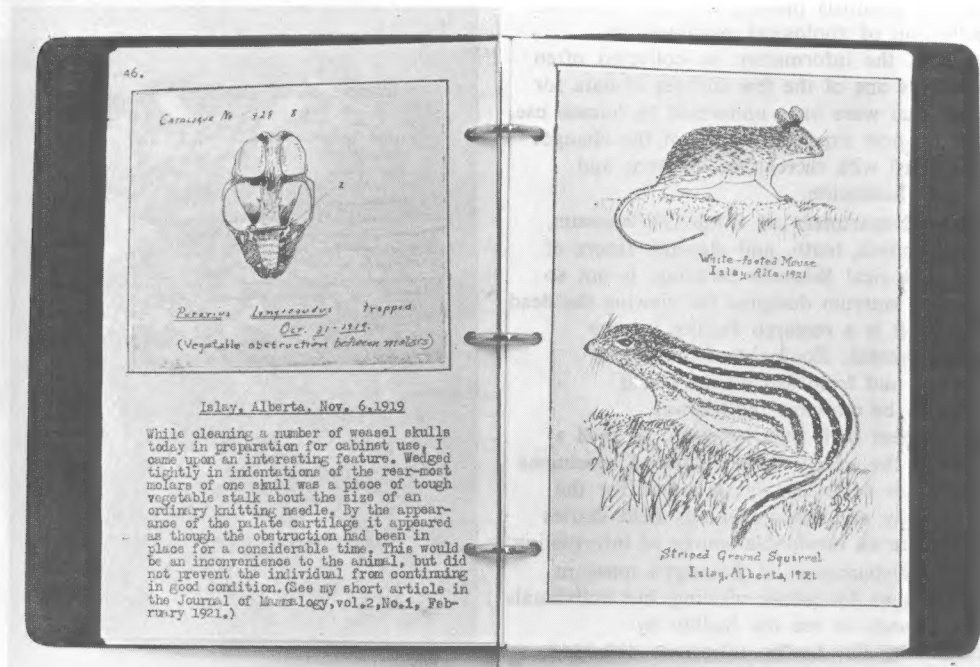 46.
Catalogue No 429 8
2
Putorius Longicaudus trapped
Oct. 21-1919.
(Vegetable obstruction between molars)
Islay, Alberta, Nov. 6,1919
While cleaning a number of weasel skulls
today in preparation for cabinet use, I
came upon an interesting feature. Wedged
tightly in indentations of the rear-most
molars of one skull was a piece of tough
vegetable stalk about the size of an
ordinary knitting needle. By the appear-
ance of the palate cartilage it appeared
as though the obstruction had been in
place for a considerable time. This would
be an inconvenience to the animal, but did
not prevent the individual from continuing
in good condition.(See my short article in
the Journal of Mammalogy,vol.2,No.1, Feb-
ruary 1921.)
White-footed Mouse
Islay, Alta, 1921
Striped Ground Squirrel
Islay, Alberta, 1921